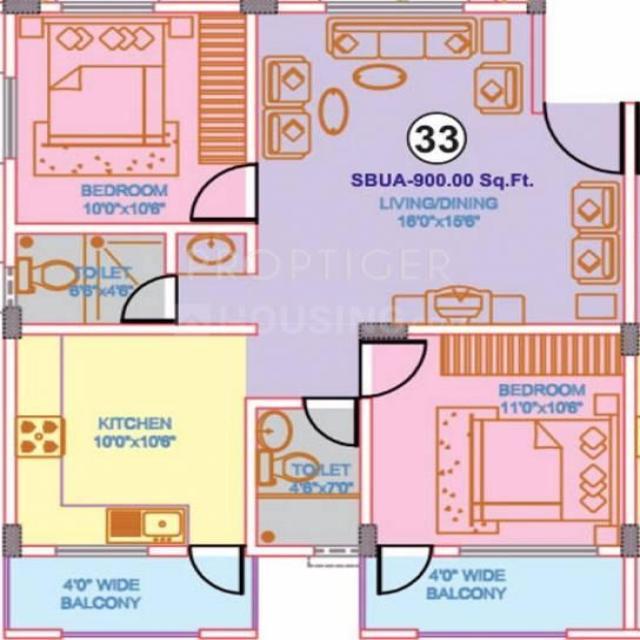 33
SBUA-900.00 Sq.Ft.
BEDROOM
10'0"x10'6"
LIVING/DINING
16'0"x15'6"
PROPTIGER
HOUSING
TOILET
6'6"x4'6"
BEDROOM
11'0"x10'6"
KITCHEN
10'0"x10'6"
TOILET
4'6"x7'0"
4'0" WIDE
BALCONY
4'0" WIDE
BALCONY